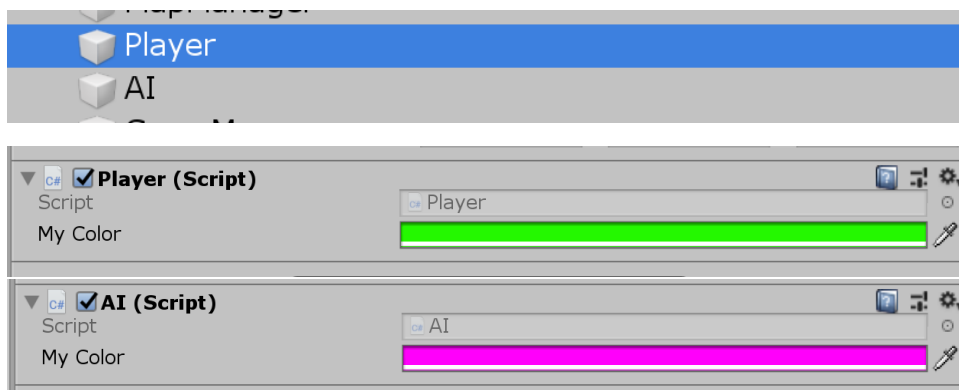 Player
AI
Player (Script)
Script
Player
My Color
AI (Script)
Script
AI
My Color